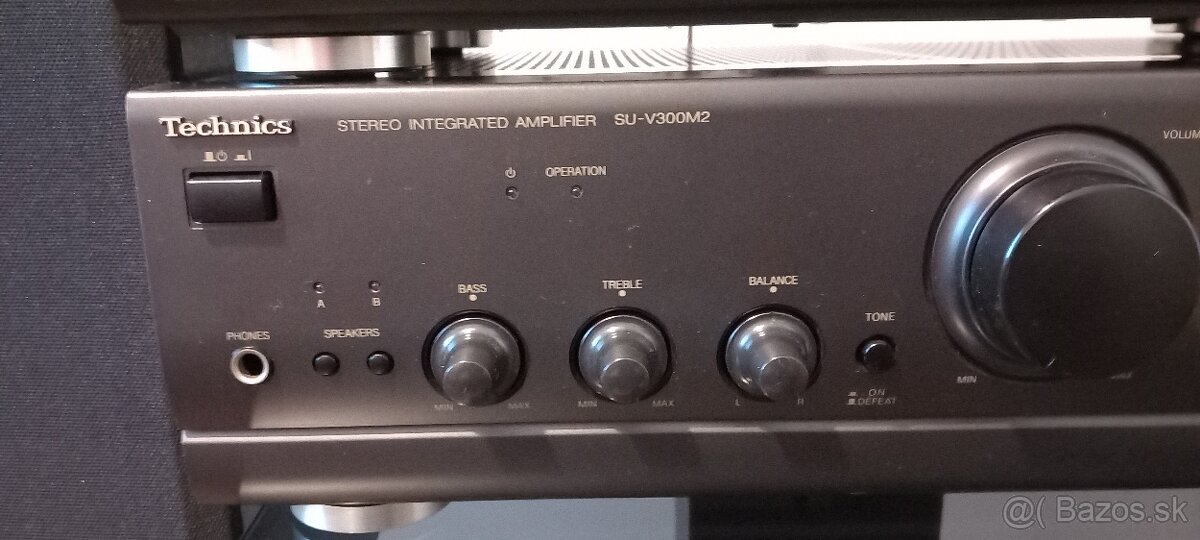 Technics
STEREO INTEGRATED AMPLIFIER SU-V300M2
VOLUM
OPERATION
A B
PHONES
SPEAKERS
BASS
TREBLE
BALANCE
TONE
MIN MAX
MIN MAX
L R
ON
DEFEAT
MIN
@( Bazos.sk